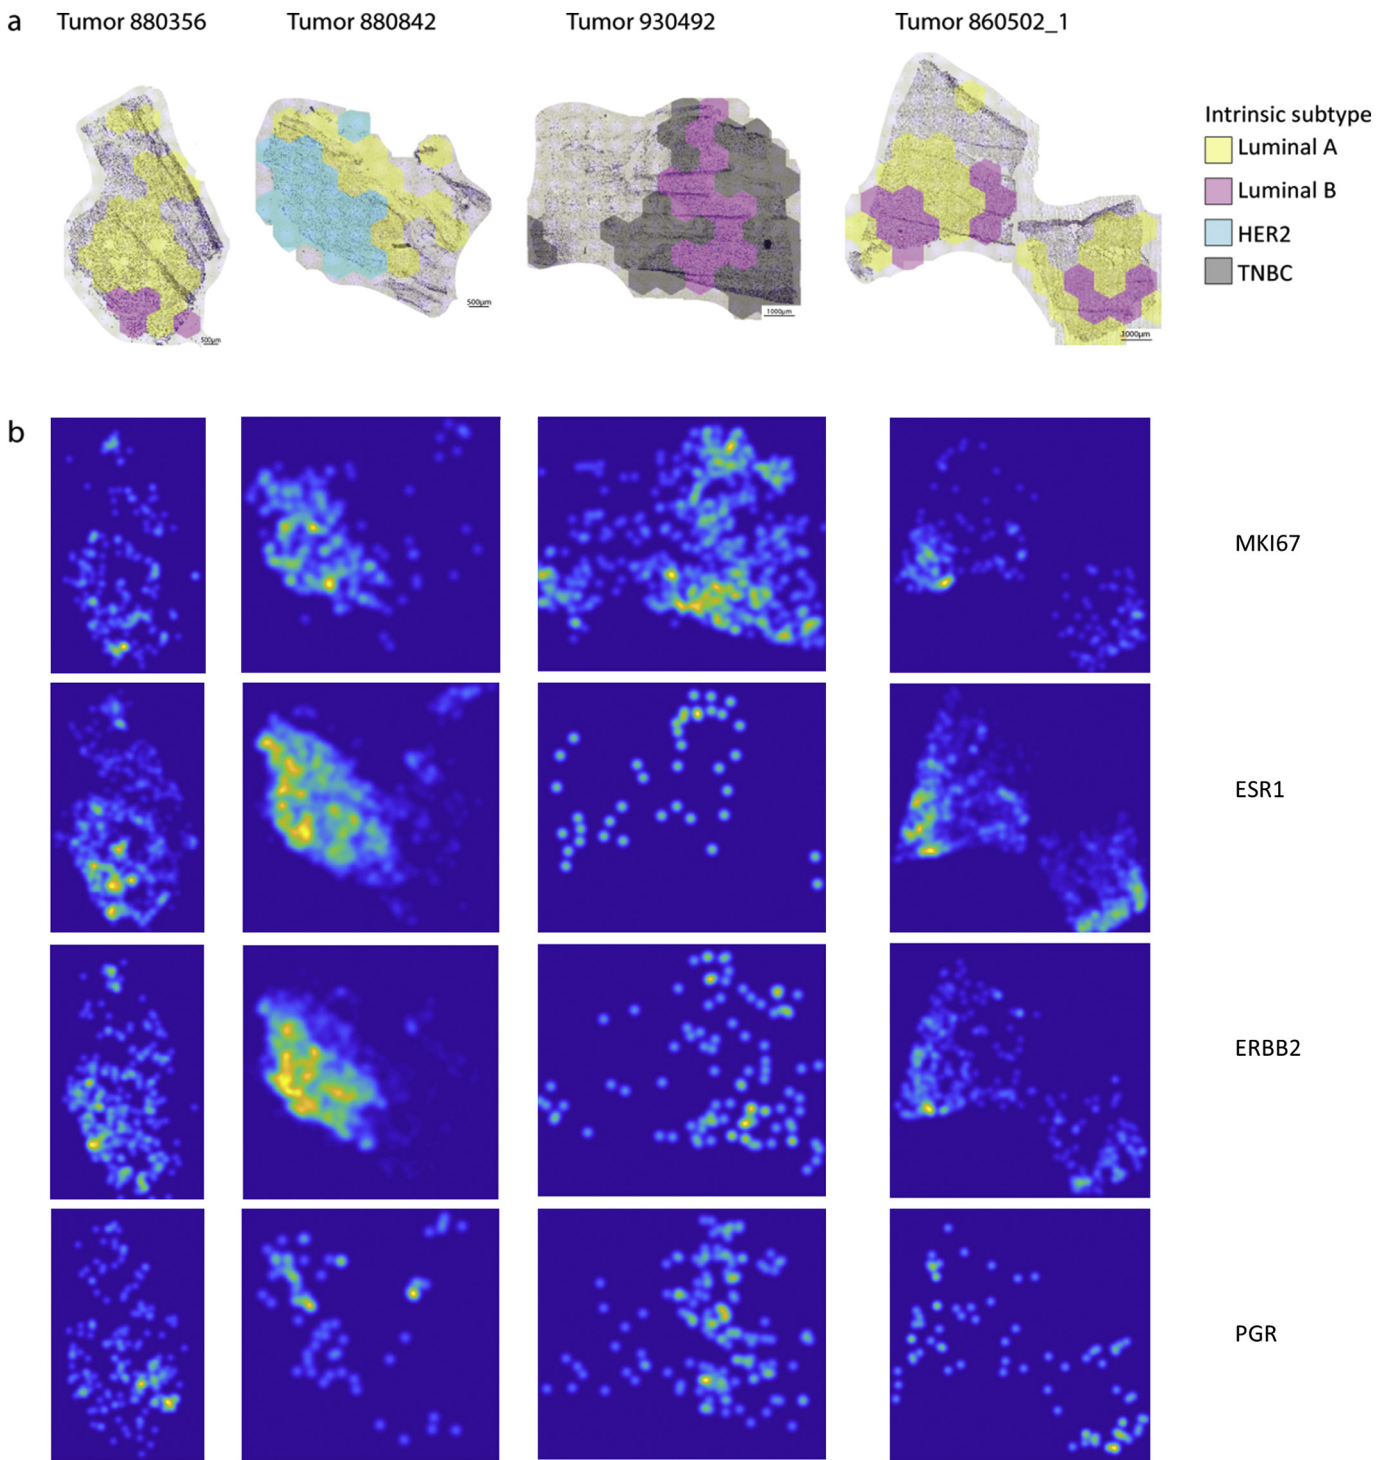 a
Tumor 880356
Tumor 880842
Tumor 930492
Tumor 860502_1
Intrinsic subtype
Luminal A
Luminal B
HER2
TNBC
500µm
500µm
1000µm
1000µm
b
MKI67
ESR1
ERBB2
PGR